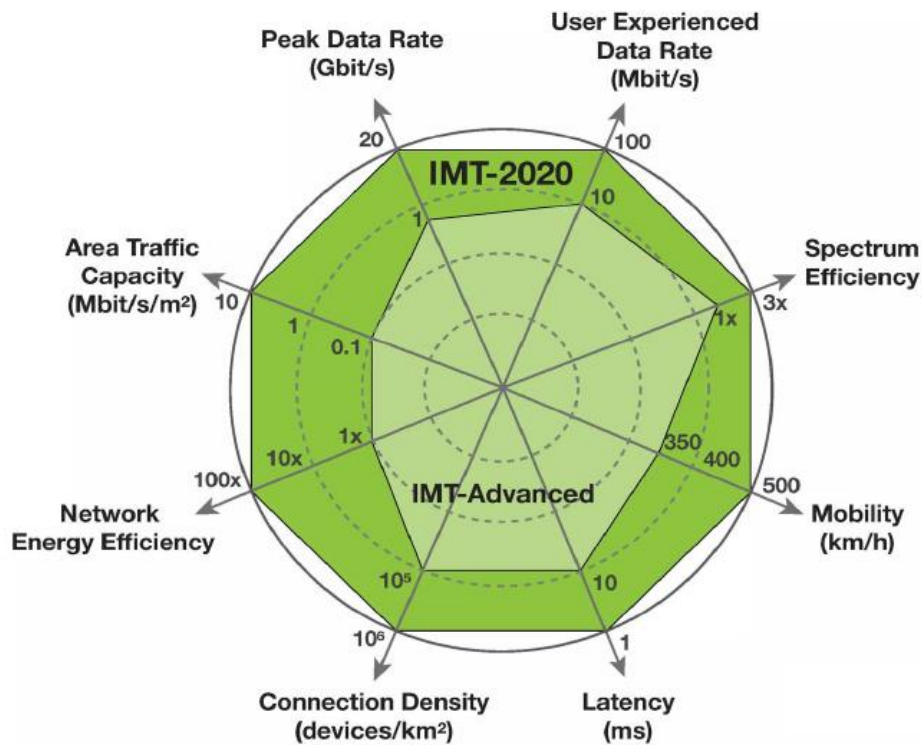 Peak Data Rate
(Gbit/s)
User Experienced
Data Rate
(Mbit/s)
20
100
IMT-2020
1
10
Area Traffic
Capacity
(Mbit/s/m²)
Spectrum
Efficiency
10
1
0.1
1x
3x
1x
10x
100x
350
400
500
Network
Energy Efficiency
IMT-Advanced
Mobility
(km/h)
10⁵
10
10⁶
1
Connection Density
(devices/km²)
Latency
(ms)